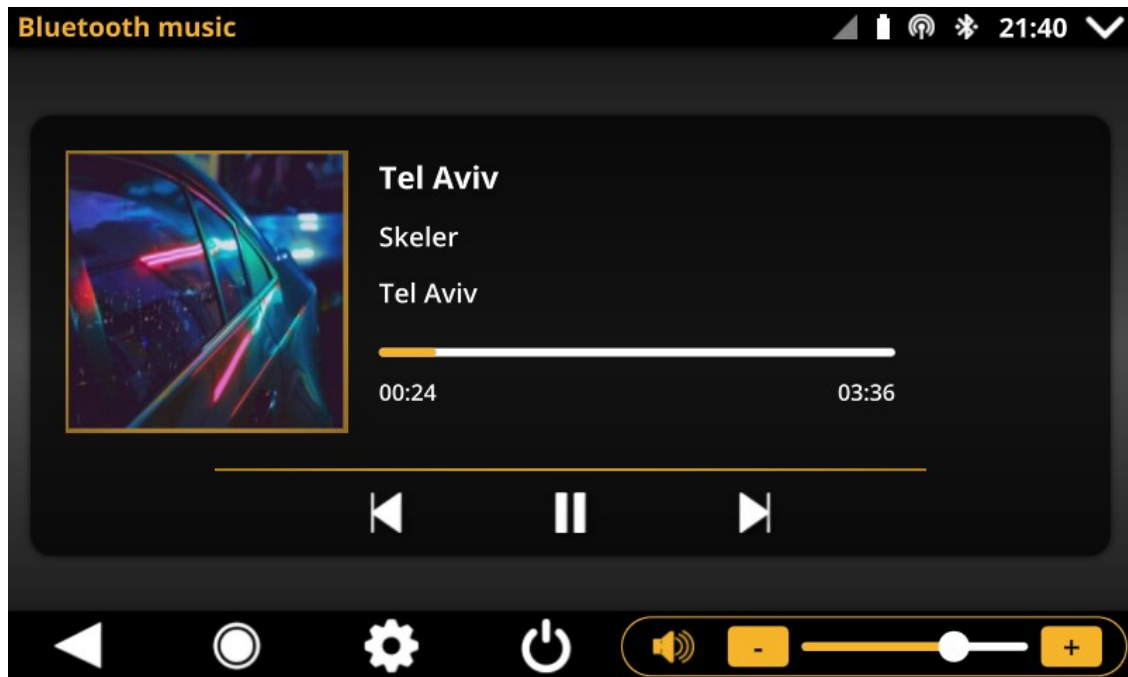 Bluetooth music
21:40
Tel Aviv
Skeler
Tel Aviv
00:24 03:36
- +